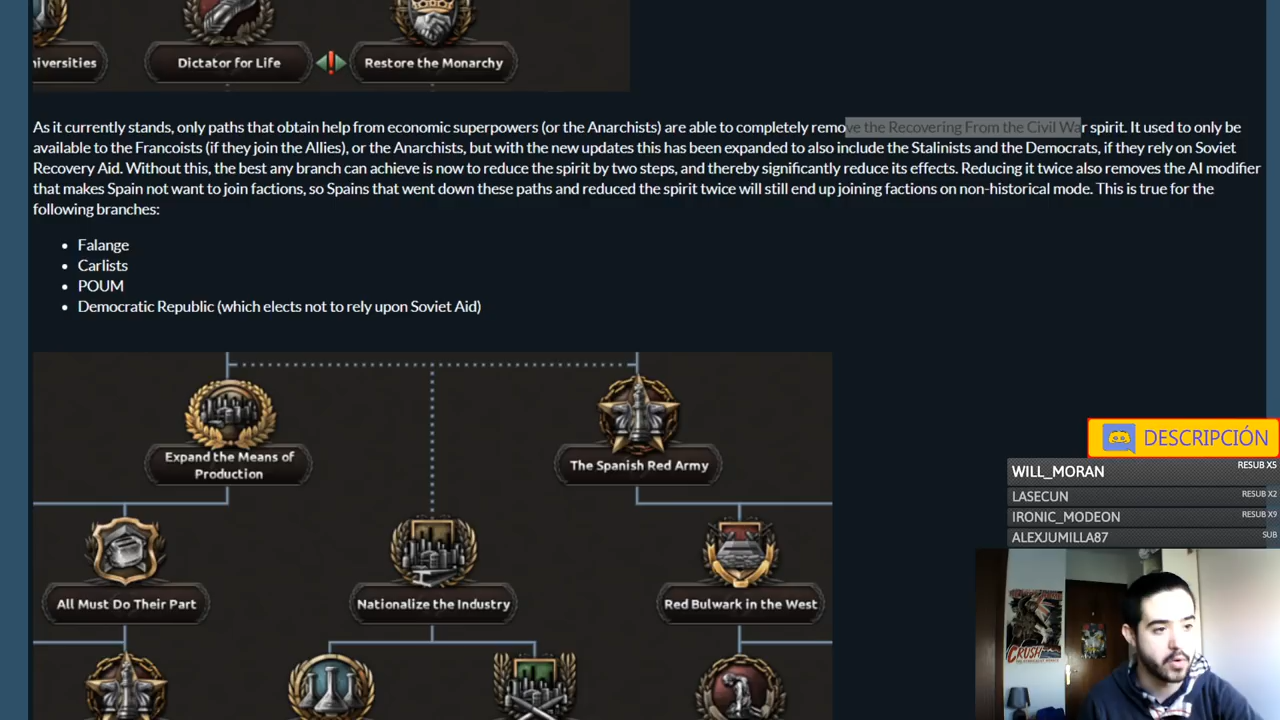 niversities
Dictator for Life
Restore the Monarchy
As it currently stands, only paths that obtain help from economic superpowers (or the Anarchists) are able to completely remove the Recovering From the Civil War spirit. It used to only be
available to the Francoists (if they join the Allies), or the Anarchists, but with the new updates this has been expanded to also include the Stalinists and the Democrats, if they rely on Soviet
Recovery Aid. Without this, the best any branch can achieve is now to reduce the spirit by two steps, and thereby significantly reduce its effects. Reducing it twice also removes the AI modifier
that makes Spain not want to join factions, so Spains that went down these paths and reduced the spirit twice will still end up joining factions on non-historical mode. This is true for the
following branches:
• Falange
• Carlists
• POUM
• Democratic Republic (which elects not to rely upon Soviet Aid)
Expand the Means of
Production
The Spanish Red Army
All Must Do Their Part
Nationalize the Industry
Red Bulwark in the West
DESCRIPCIÓN
WILL_MORAN RESUB X5
LASECUN RESUB X2
IRONIC_MODEON RESUB X9
ALEXJUMILLA87 SUB
CRUSH